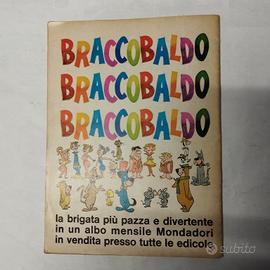 BRACCOBALDO
BRACCOBALDO
BRACCOBALDO
la brigata più pazza e divertente
in un albo mensile Mondadori
in vendita presso tutte le edicole
subito